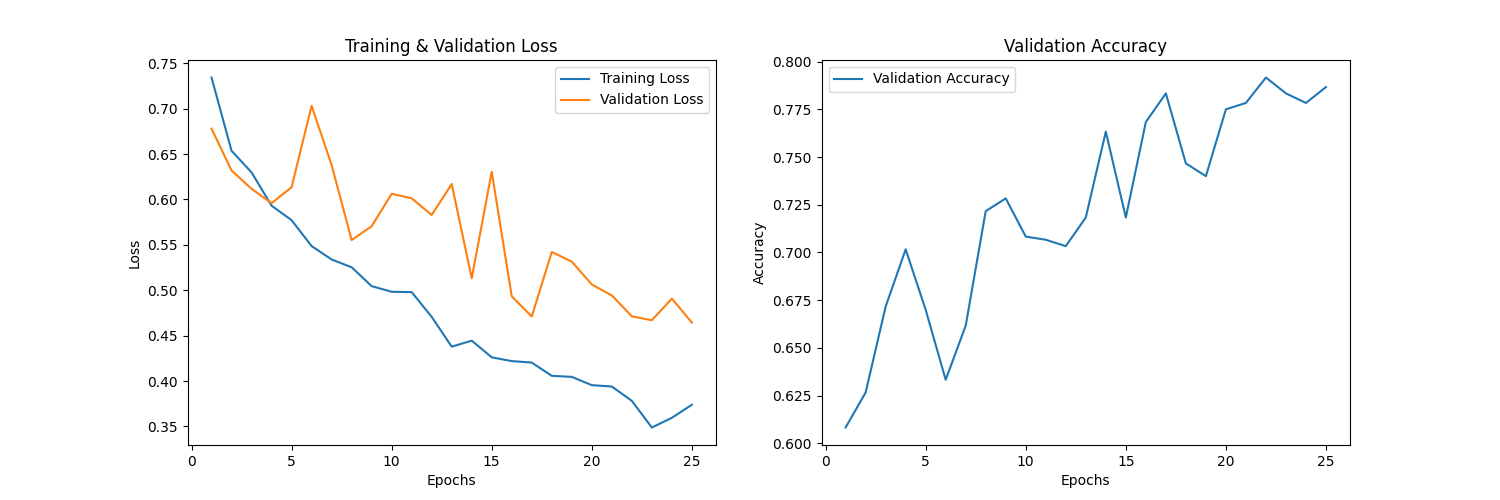 Training & Validation Loss
Training Loss
Validation Loss
0.75
0.70
0.65
0.60
0.55
0.50
0.45
0.40
0.35
Loss
0 5 10 15 20 25
Epochs
Validation Accuracy
Validation Accuracy
0.800
0.775
0.750
0.725
0.700
0.675
0.650
0.625
0.600
Accuracy
0 5 10 15 20 25
Epochs